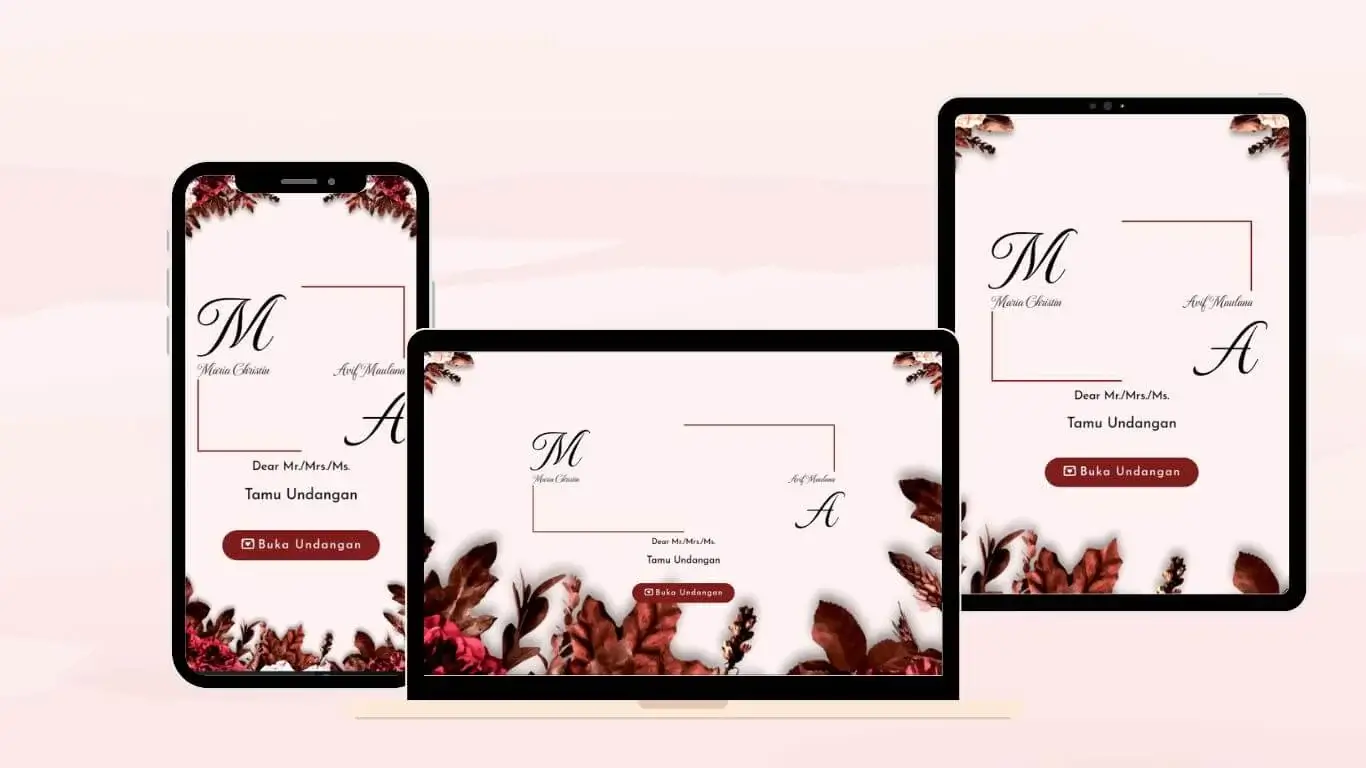 M
Maria Christin
Avif Maulana
A
Dear Mr./Mrs./Ms.
Tamu Undangan
Buka Undangan
M
Maria Christin
Avif Maulana
A
Dear Mr./Mrs./Ms.
Tamu Undangan
Buka Undangan
M
Maria Christin
Avif Maulana
A
Dear Mr./Mrs./Ms.
Tamu Undangan
Buka Undangan